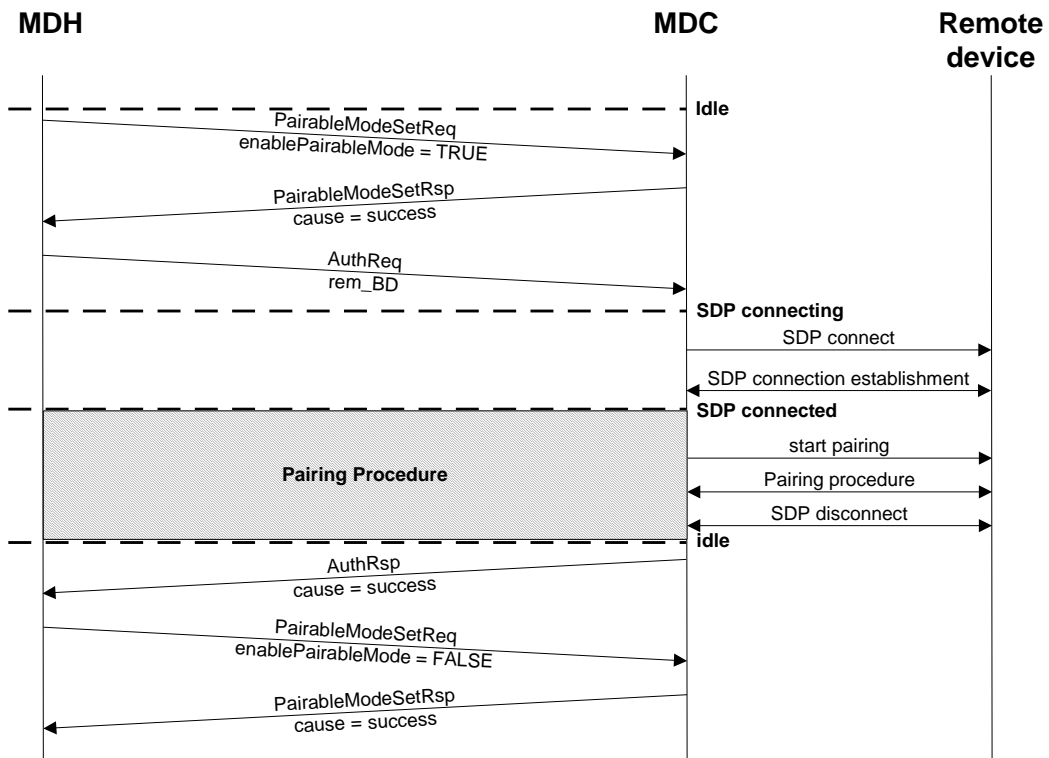 MDH
MDC
Remote
device
Idle
PairableModeSetReq
enablePairableMode = TRUE
PairableModeSetRsp
cause = success
AuthReq
rem_BD
SDP connecting
SDP connect
SDP connection establishment
SDP connected
start pairing
Pairing Procedure
Pairing procedure
SDP disconnect
idle
AuthRsp
cause = success
PairableModeSetReq
enablePairableMode = FALSE
PairableModeSetRsp
cause = success